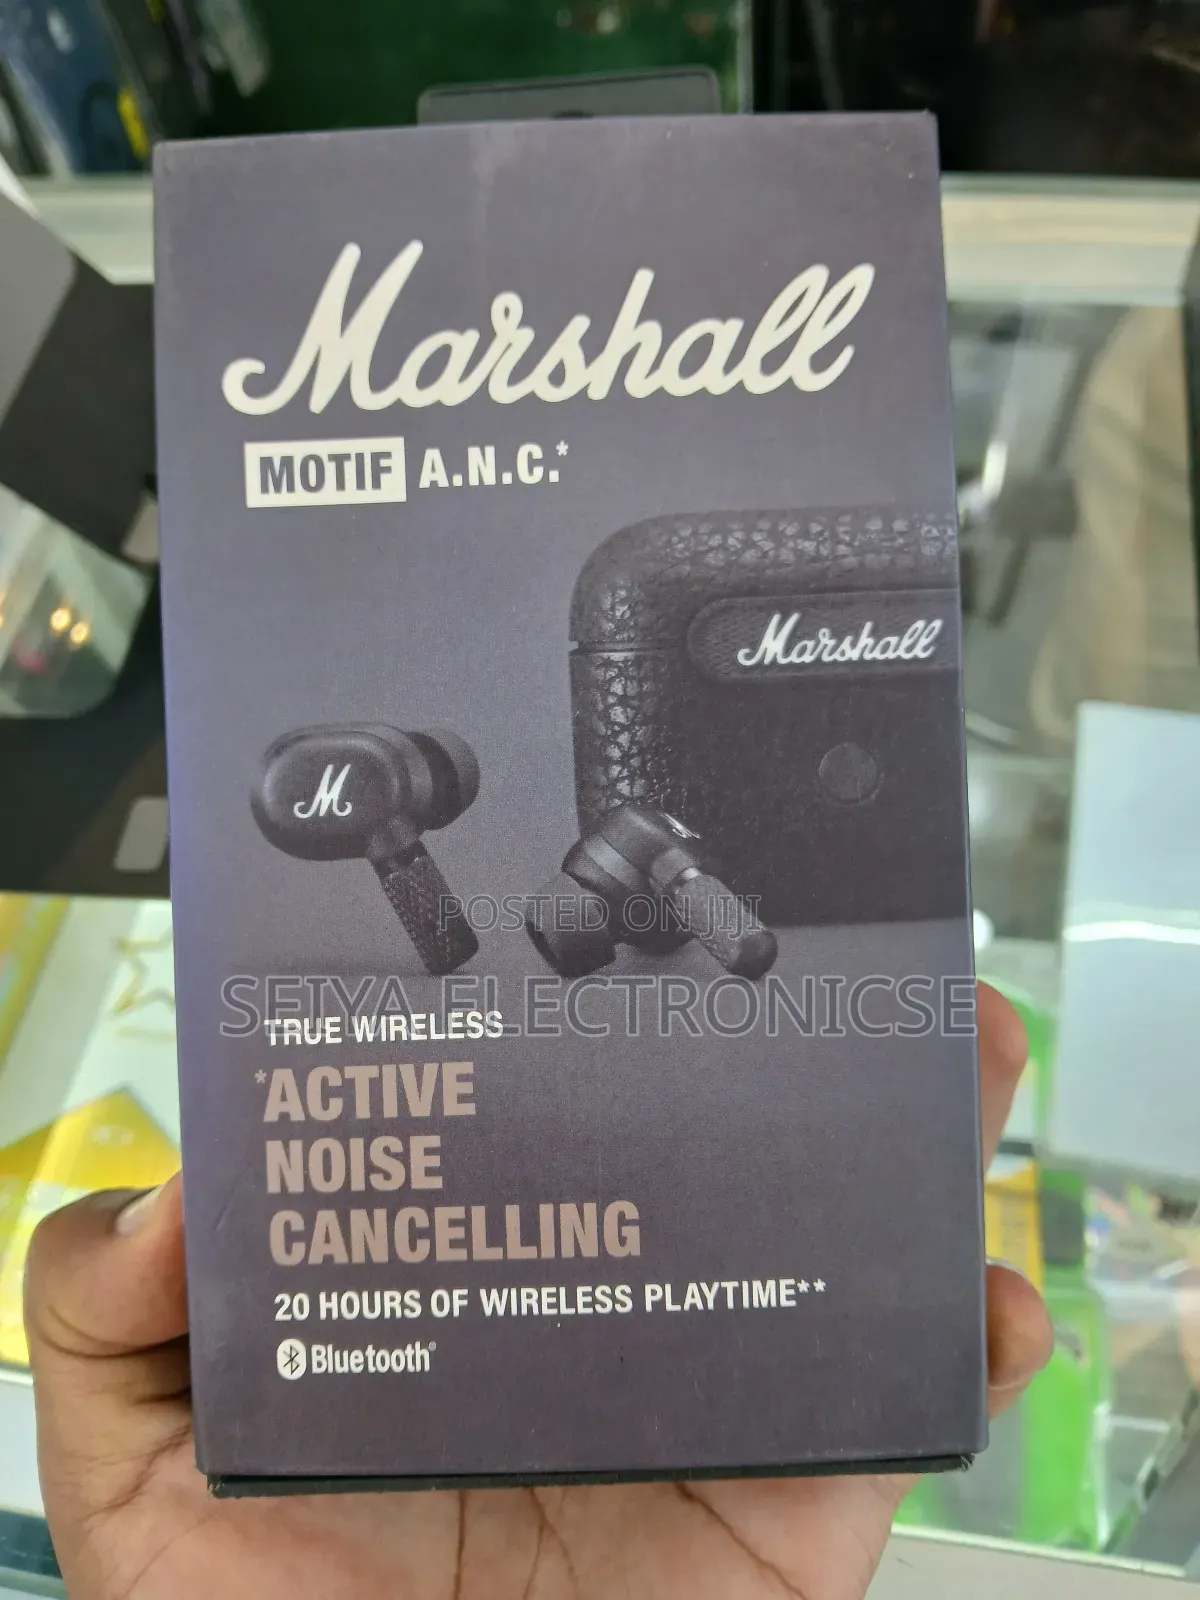 Marshall
MOTIF A.N.C.*
Marshall
M
POSTED ON JIJI
SEIYA ELECTRONICSE
TRUE WIRELESS
*ACTIVE
NOISE
CANCELLING
20 HOURS OF WIRELESS PLAYTIME**
Bluetooth®